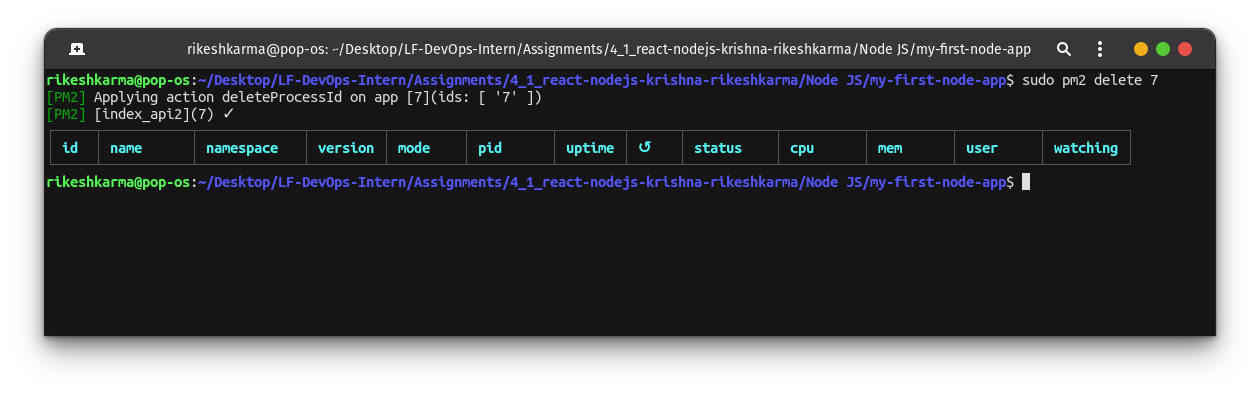 rikeshkarma@pop-os: ~/Desktop/LF-DevOps-Intern/Assignments/4_1_react-nodejs-krishna-rikeshkarma/Node JS/my-first-node-app
rikeshkarma@pop-os:~/Desktop/LF-DevOps-Intern/Assignments/4_1_react-nodejs-krishna-rikeshkarma/Node JS/my-first-node-app$ sudo pm2 delete 7
[PM2] Applying action deleteProcessId on app [7](ids: [ '7' ])
[PM2] [index_api2](7) ✓
id name namespace version mode pid uptime ↺ status cpu mem user watching
rikeshkarma@pop-os:~/Desktop/LF-DevOps-Intern/Assignments/4_1_react-nodejs-krishna-rikeshkarma/Node JS/my-first-node-app$